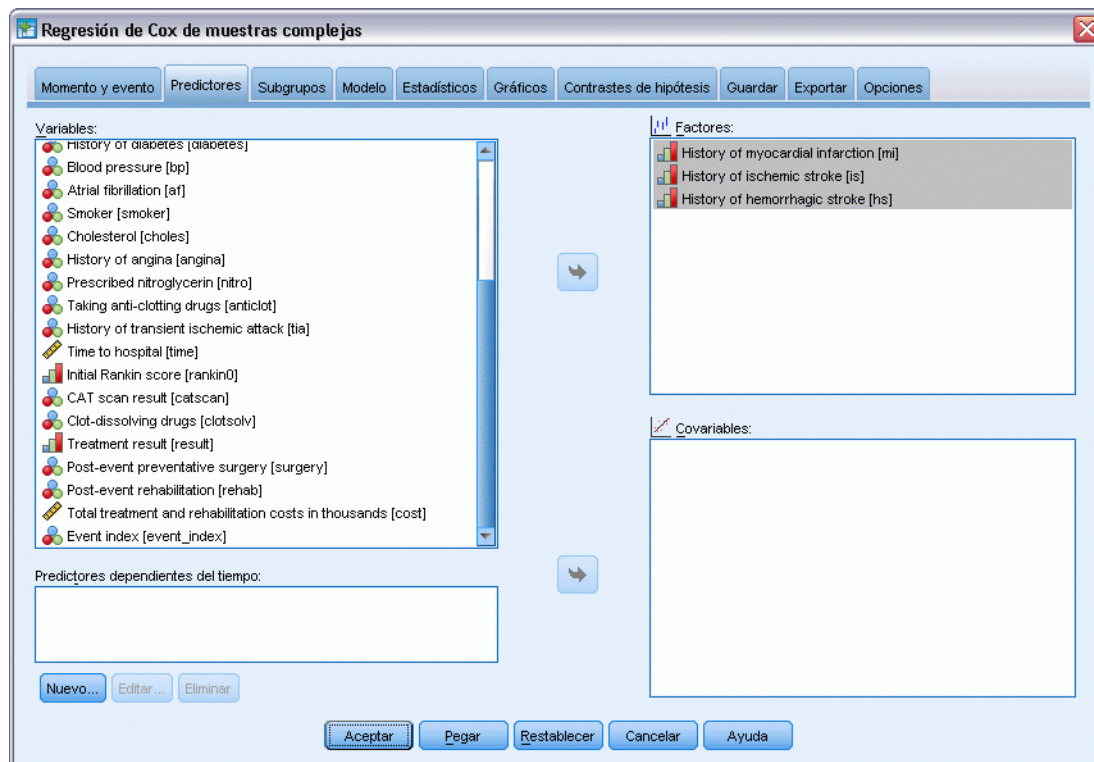 Regresión de Cox de muestras complejas
Momento y evento Predictores Subgrupos Modelo Estadísticos Gráficos Contrastes de hipótesis Guardar Exportar Opciones
Variables:
History of diabetes [diabetes]
Blood pressure [bp]
Atrial fibrillation [af]
Smoker [smoker]
Cholesterol [choles]
History of angina [angina]
Prescribed nitroglycerin [nitro]
Taking anti-clotting drugs [anticlot]
History of transient ischemic attack [tia]
Time to hospital [time]
Initial Rankin score [rankin0]
CAT scan result [catscan]
Clot-dissolving drugs [clotsolv]
Treatment result [result]
Post-event preventative surgery [surgery]
Post-event rehabilitation [rehab]
Total treatment and rehabilitation costs in thousands [cost]
Event index [event_index]
Predictores dependientes del tiempo:
Nuevo... Editar... Eliminar
Factores:
History of myocardial infarction [mi]
History of ischemic stroke [is]
History of hemorrhagic stroke [hs]
Covariables:
Aceptar Pegar Restablecer Cancelar Ayuda